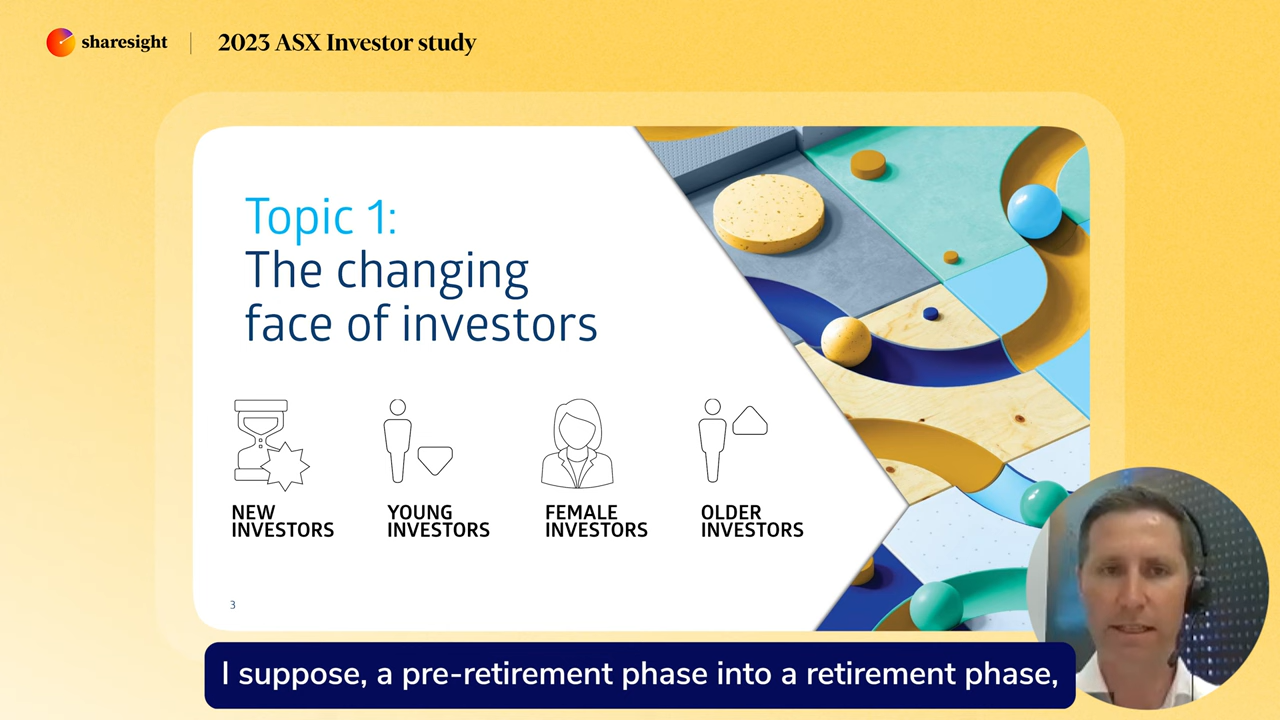 sharesight
2023 ASX Investor study
Topic 1:
The changing
face of investors
NEW
INVESTORS
YOUNG
INVESTORS
FEMALE
INVESTORS
OLDER
INVESTORS
3
I suppose, a pre-retirement phase into a retirement phase,